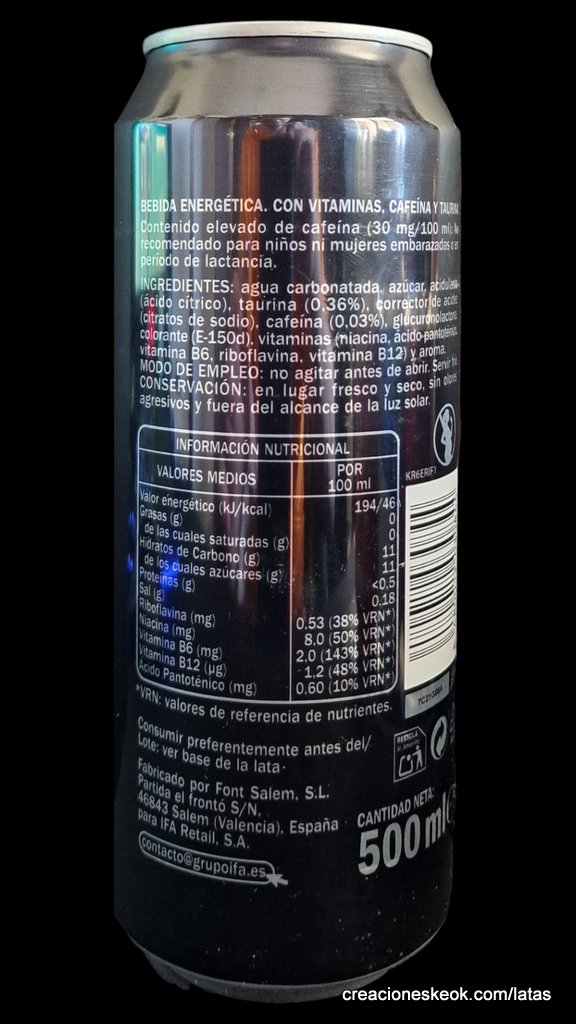 BEBIDA ENERGÉTICA. CON VITAMINAS, CAFEÍNA Y TAURINA
Contenido elevado de cafeína (30 mg/100 ml). No
recomendado para niños ni mujeres embarazadas o en
período de lactancia.
INGREDIENTES: agua carbonatada, azúcar, acidulante
(ácido cítrico), taurina (0,36%), corrector de acidez
(citratos de sodio), cafeína (0,03%), glucuronolactona,
colorante (E-150d), vitaminas (niacina, ácido pantoténico,
vitamina B6, riboflavina, vitamina B12) y aroma.
MODO DE EMPLEO: no agitar antes de abrir. Servir frío.
CONSERVACIÓN: en lugar fresco y seco, sin olores
agresivos y fuera del alcance de la luz solar.
INFORMACIÓN NUTRICIONAL
VALORES MEDIOS POR 100 ml
Valor energético (kJ/kcal) 194/46
Grasas (g) 0
de las cuales saturadas (g) 0
Hidratos de Carbono (g) 11
de los cuales azúcares (g) 11
Proteínas (g) <0.5
Sal (g) 0.18
Riboflavina (mg) 0.53 (38% VRN*)
Niacina (mg) 8.0 (50% VRN*)
Vitamina B6 (mg) 2.0 (143% VRN*)
Vitamina B12 (µg) 1.2 (48% VRN*)
Ácido Pantoténico (mg) 0.60 (10% VRN*)
*VRN: valores de referencia de nutrientes.
KR6ERIF1
RECICLA
Al Amarillo
Consumir preferentemente antes del/
Lote: ver base de la lata.
Fabricado por Font Salem, S.L.
Partida el frontó S/N,
46843 Salem (Valencia), España
para IFA Retail, S.A.
contacto@grupoifa.es
CANTIDAD NETA:
500 ml
creacioneskeok.com/latas